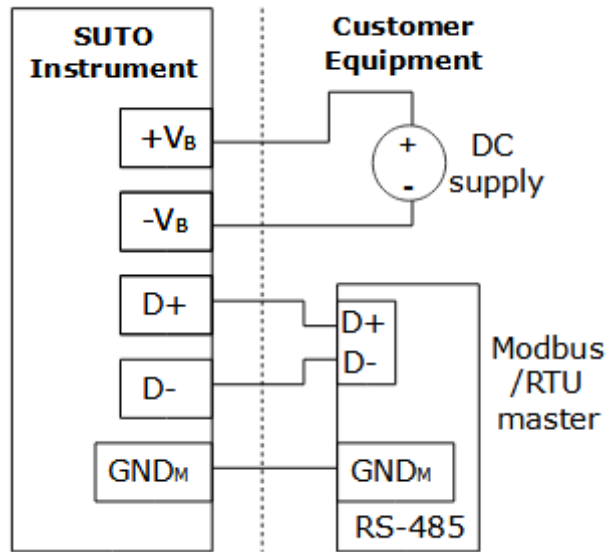 SUTO
Instrument
Customer
Equipment
+VB
-VB
D+
D-
GNDM
+
-
DC
supply
D+
D-
GNDM
RS-485
Modbus
/RTU
master